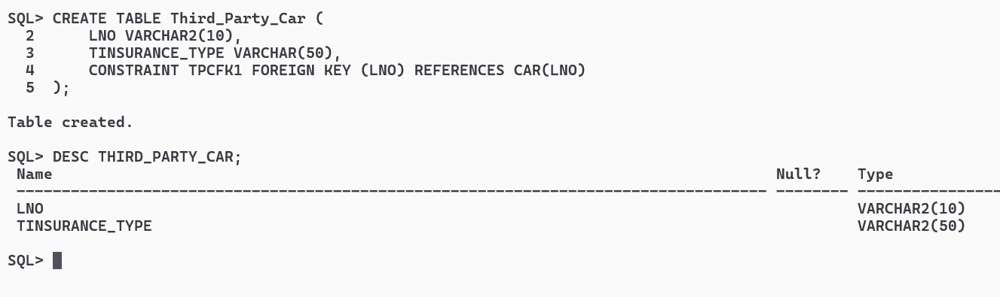 SQL> CREATE TABLE Third_Party_Car (
  2      LNO VARCHAR2(10),
  3      TINSURANCE_TYPE VARCHAR(50),
  4      CONSTRAINT TPCFK1 FOREIGN KEY (LNO) REFERENCES CAR(LNO)
  5  );
Table created.
SQL> DESC THIRD_PARTY_CAR;
 Name                                                                                Null?    Type
 ----------------------------------------------------------------------------------- -------- ----------------
 LNO                                                                                          VARCHAR2(10)
 TINSURANCE_TYPE                                                                              VARCHAR2(50)
SQL>